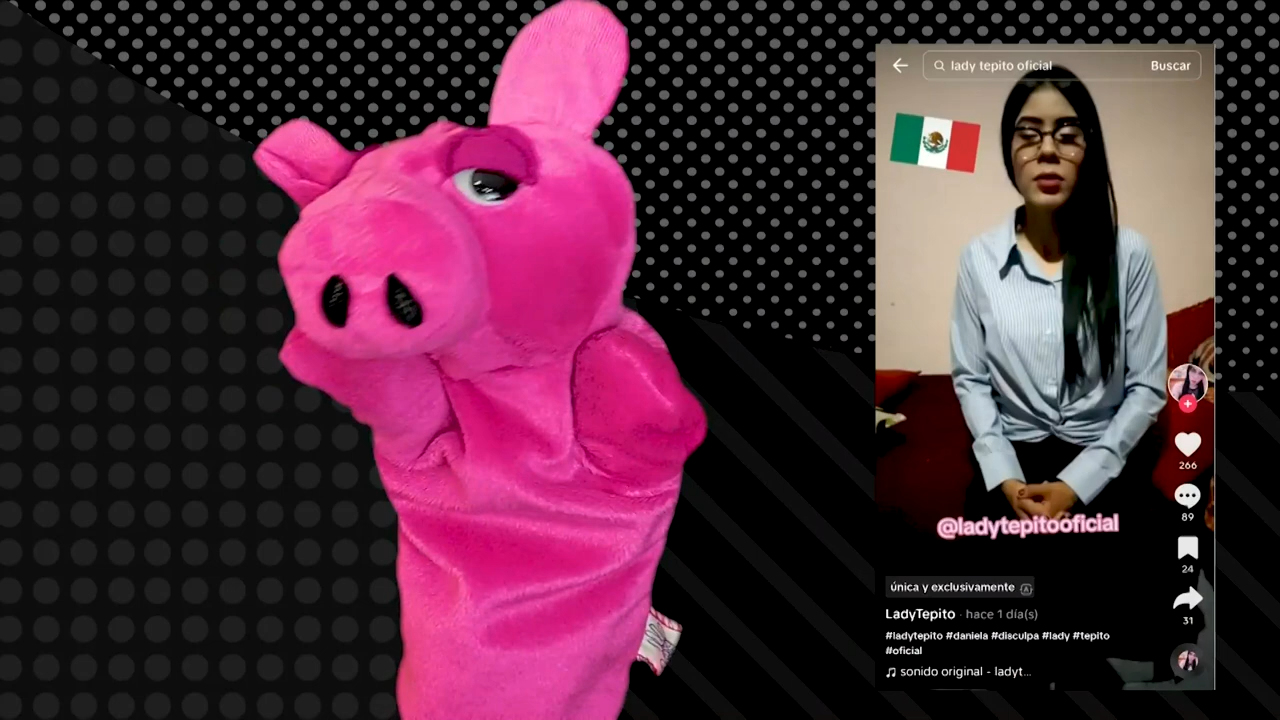 lady tepito oficial
Buscar
266
89
@ladytepitooficial
24
única y exclusivamente
LadyTepito · hace 1 día(s)
31
#ladytepito #daniela #disculpa #lady #tepito
#oficial
sonido original - ladyt...